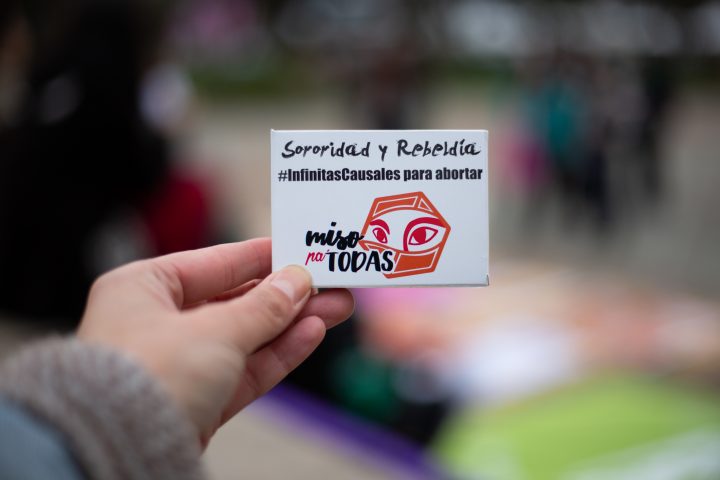 Sororidad y Rebeldía
#InfinitasCausales para abortar
miso
pa' TODAS